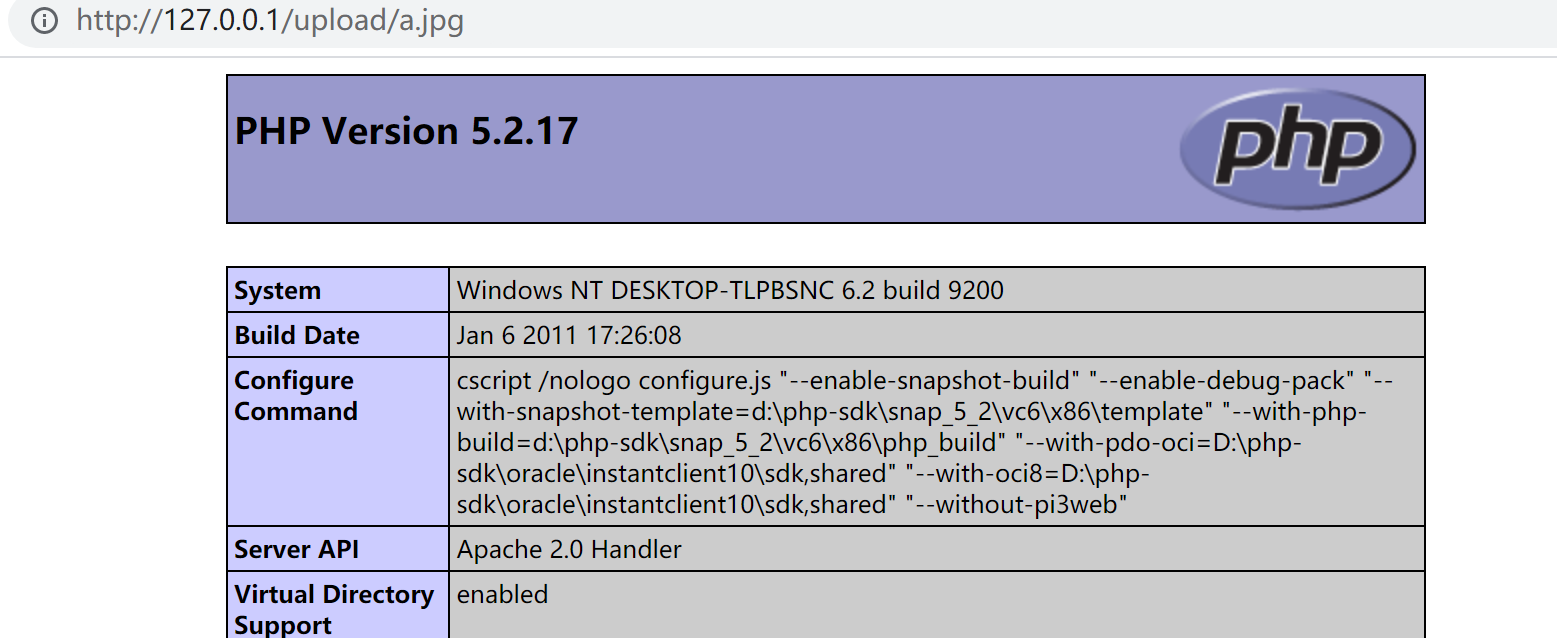 http://127.0.0.1/upload/a.jpg
PHP Version 5.2.17
php
System
Windows NT DESKTOP-TLPBSNC 6.2 build 9200
Build Date
Jan 6 2011 17:26:08
Configure
Command
cscript /nologo configure.js "--enable-snapshot-build" "--enable-debug-pack" "--
with-snapshot-template=d:\php-sdk\snap_5_2\vc6\x86\template" "--with-php-
build=d:\php-sdk\snap_5_2\vc6\x86\php_build" "--with-pdo-oci=D:\php-
sdk\oracle\instantclient10\sdk,shared" "--with-oci8=D:\php-
sdk\oracle\instantclient10\sdk,shared" "--without-pi3web"
Server API
Apache 2.0 Handler
Virtual Directory
Support
enabled